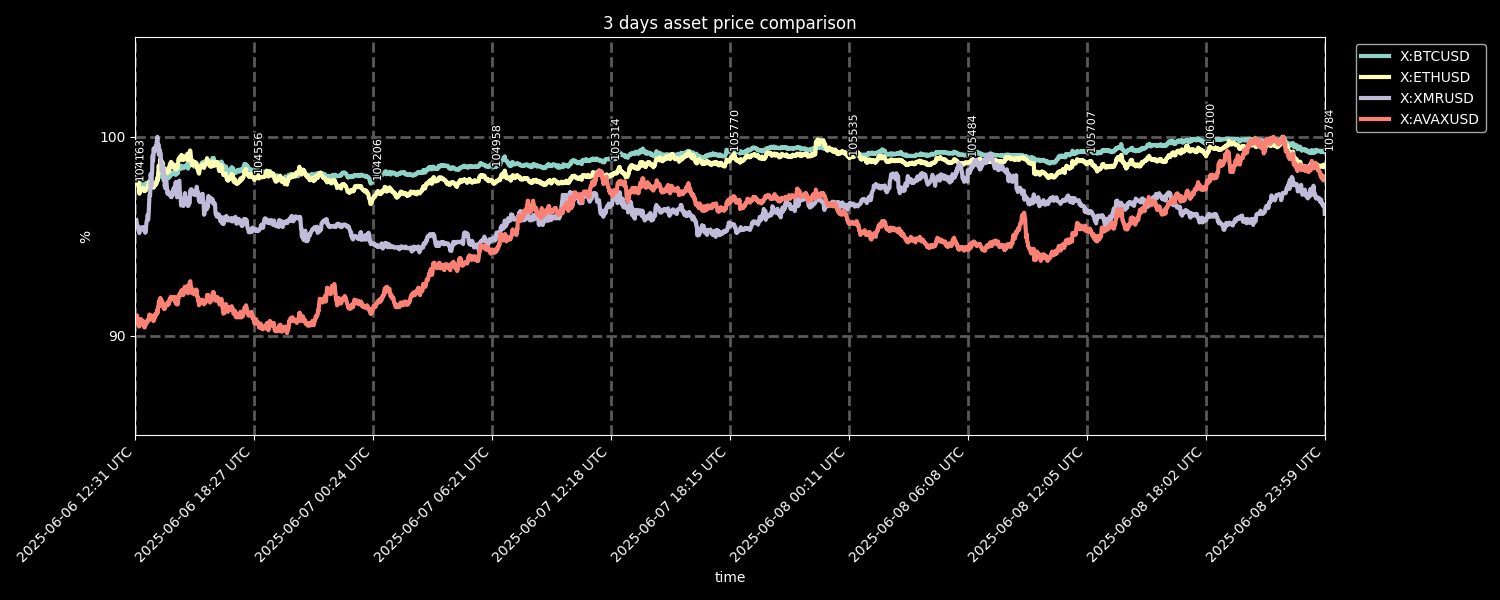 3 days asset price comparison
X:BTCUSD
X:ETHUSD
X:XMRUSD
X:AVAXUSD
100
90
%
104163
104556
104206
104958
105314
105770
105535
105484
105707
106100
105784
2025-06-06 12:31 UTC
2025-06-06 18:27 UTC
2025-06-07 00:24 UTC
2025-06-07 06:21 UTC
2025-06-07 12:18 UTC
2025-06-07 18:15 UTC
2025-06-08 00:11 UTC
2025-06-08 06:08 UTC
2025-06-08 12:05 UTC
2025-06-08 18:02 UTC
2025-06-08 23:59 UTC
time